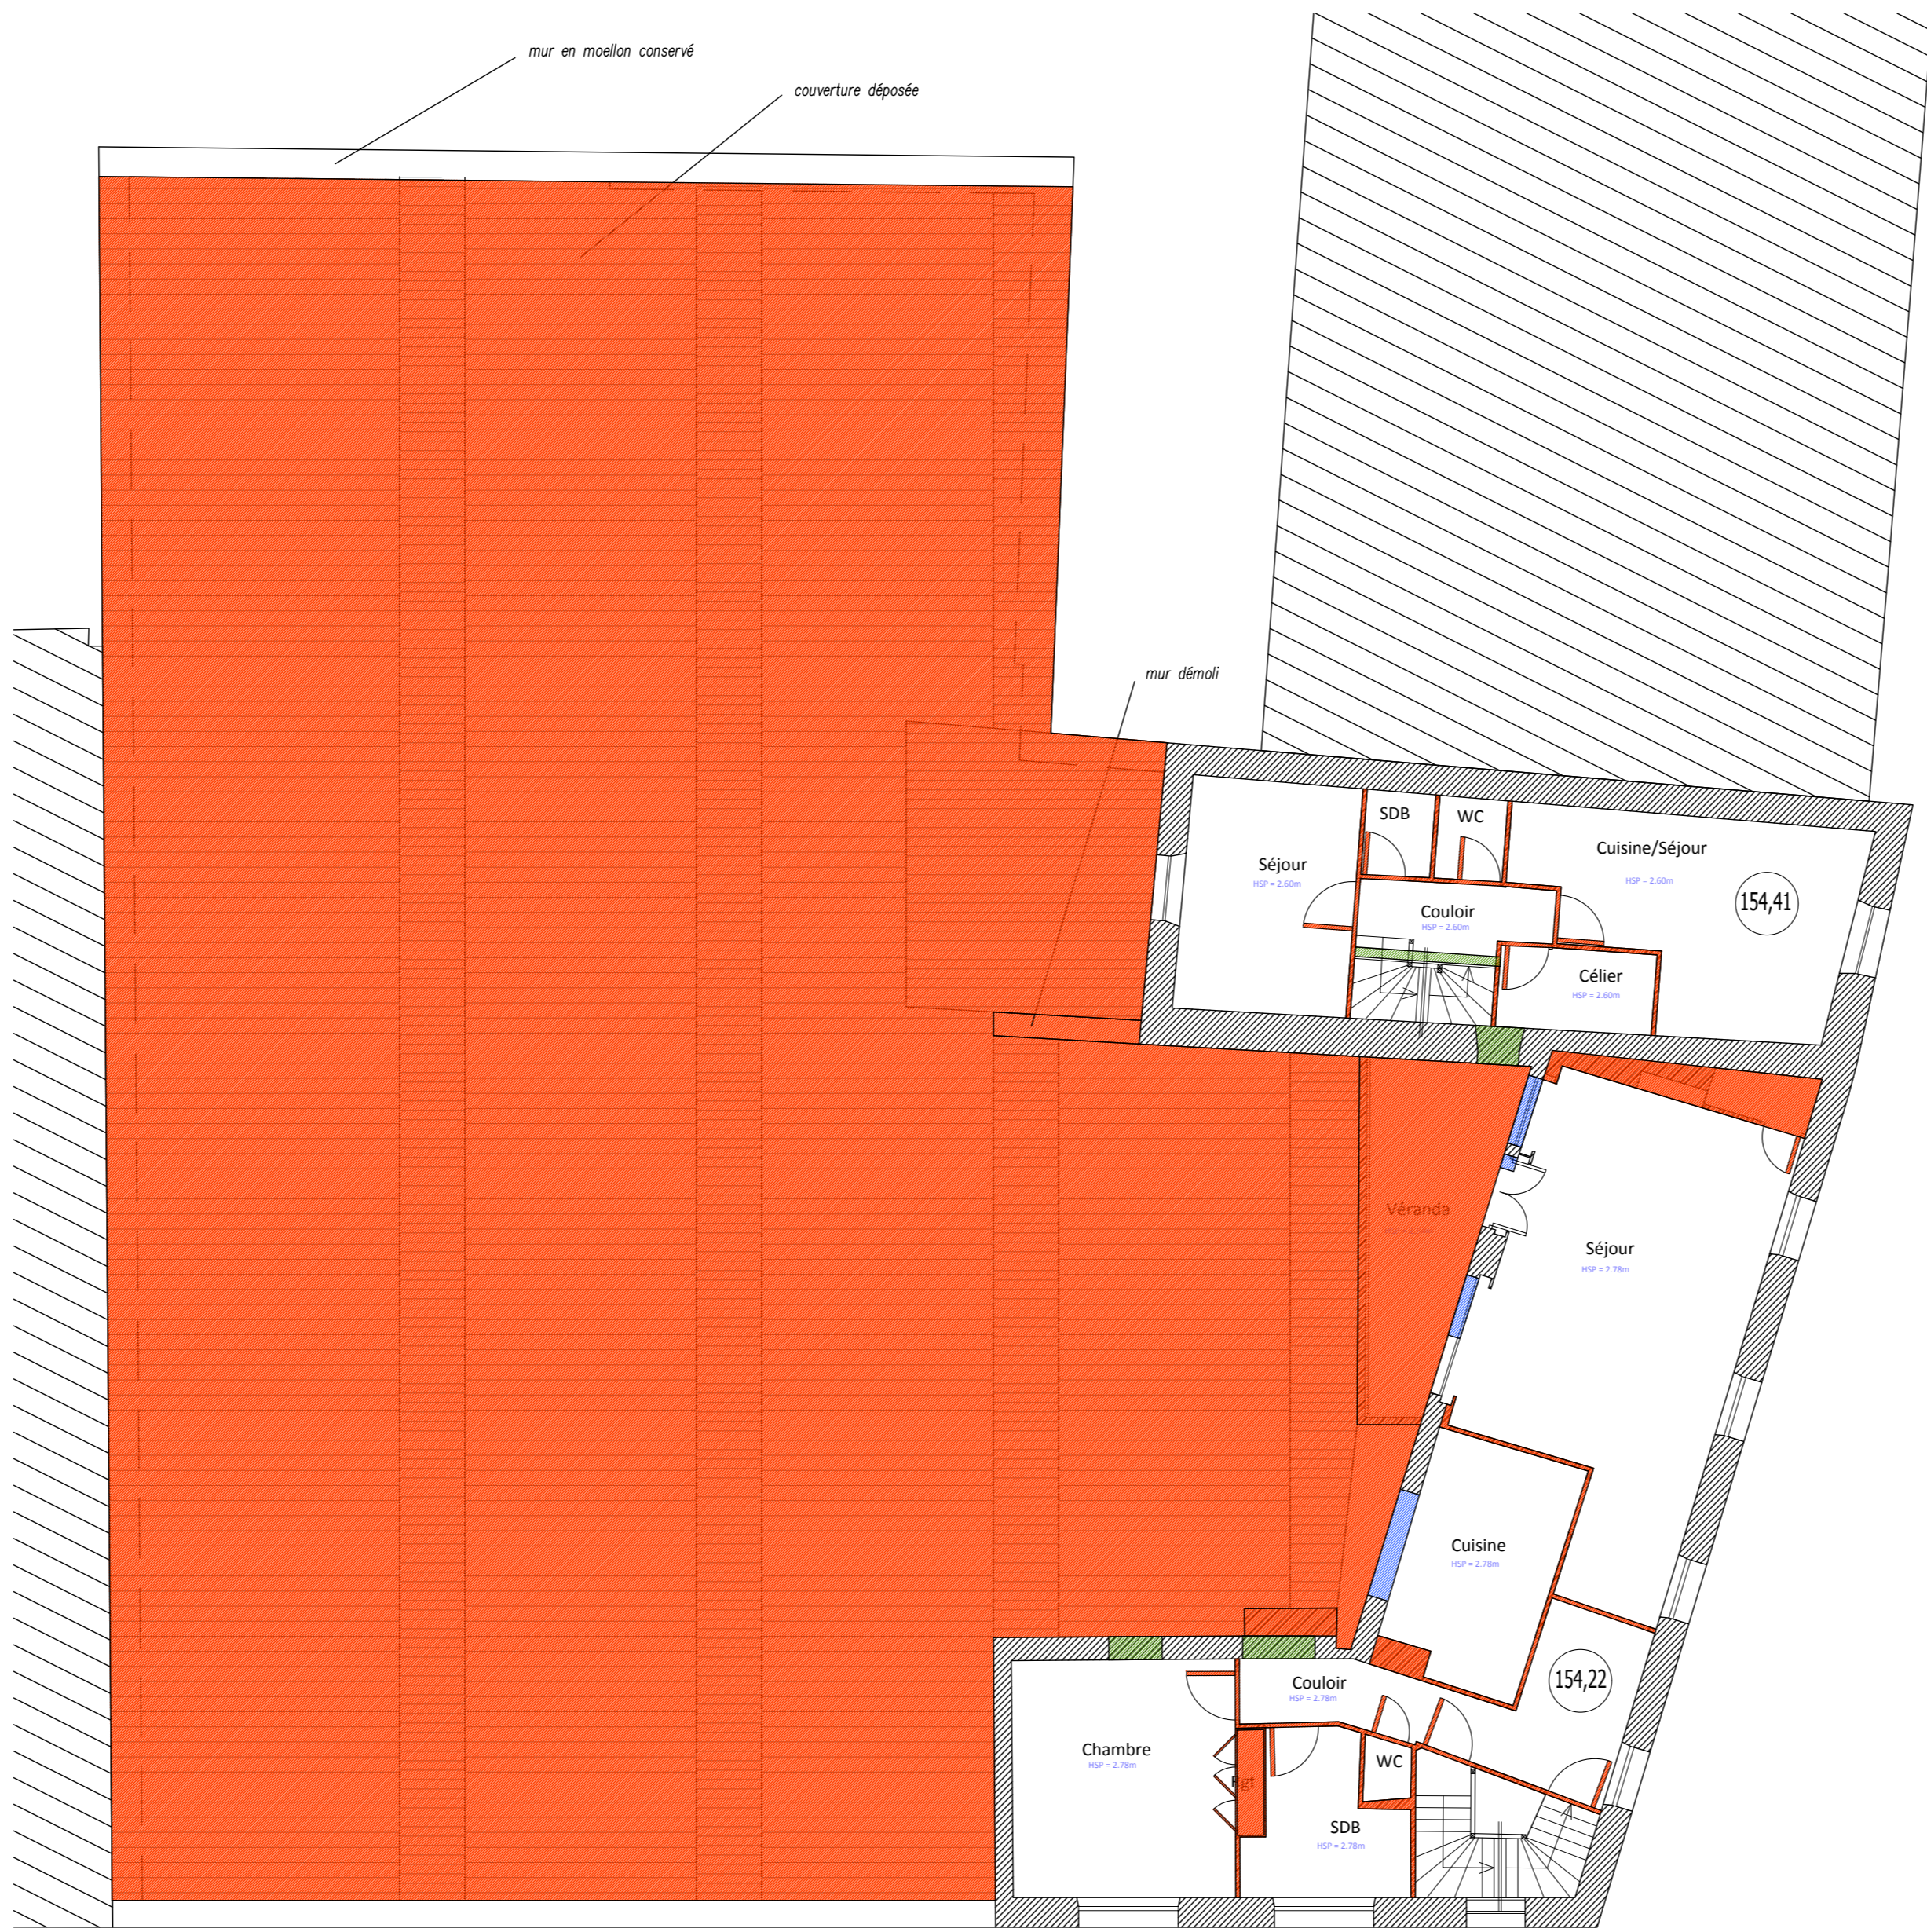 mur en moellon conservé
couverture déposée
mur démoli
SDB
WC
Cuisine/Séjour
HSP = 2.60m
Séjour
HSP = 2.60m
154,41
Couloir
HSP = 2.60m
Célier
HSP = 2.60m
Véranda
Séjour
HSP = 2.78m
Cuisine
HSP = 2.78m
Couloir
HSP = 2.78m
154,22
Chambre
HSP = 2.78m
WC
Rgt
SDB
HSP = 2.78m